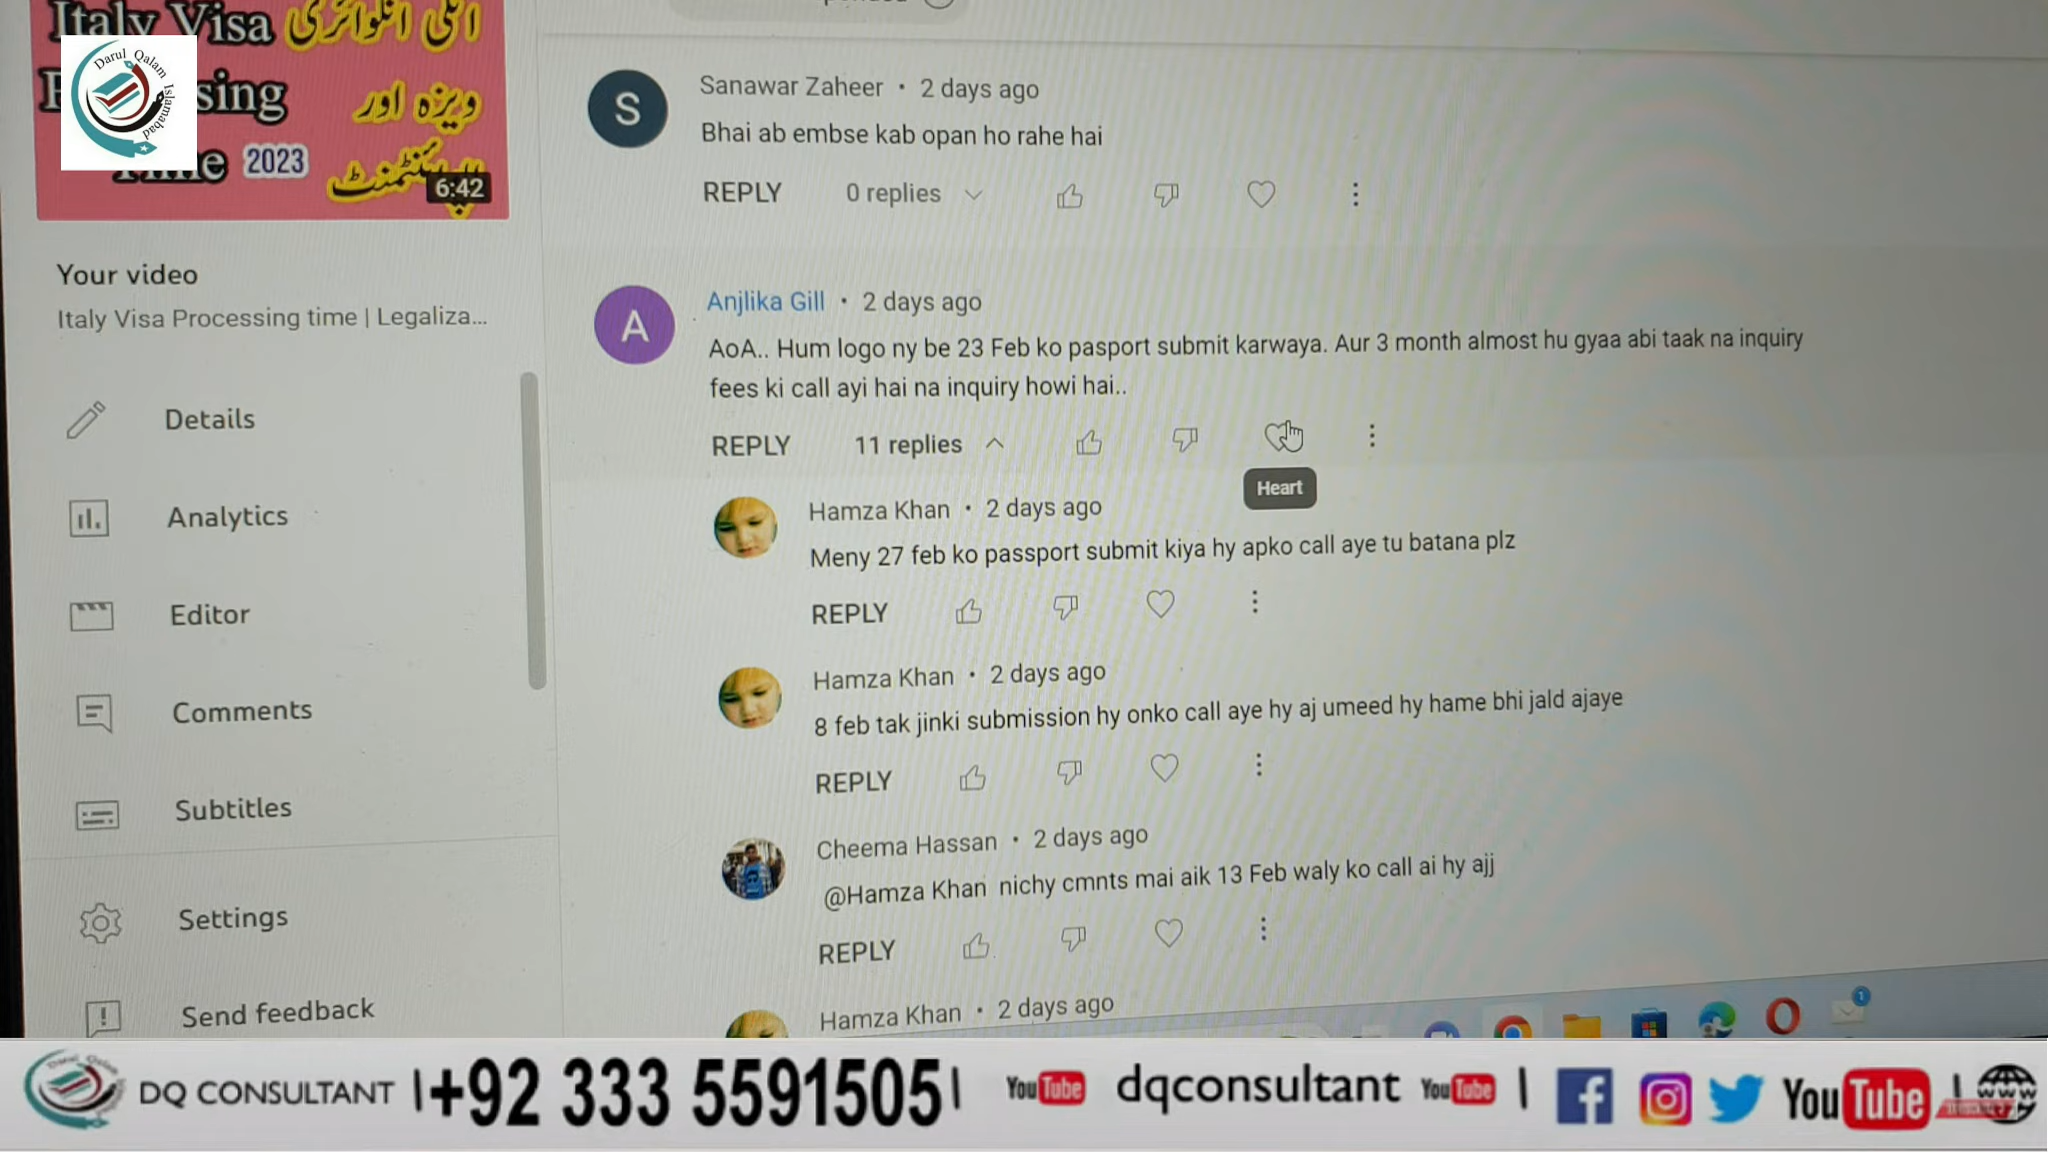 Italy Visa
اٹلی انکوائری
sing
ویزہ اور
2023
اپائنٹمنٹ
6:42
Darul Qalam Islamabad
Your video
Italy Visa Processing time | Legaliza...
Details
Analytics
Editor
Comments
Subtitles
Settings
Send feedback
S
Sanawar Zaheer • 2 days ago
Bhai ab embse kab opan ho rahe hai
REPLY 0 replies
A
Anjlika Gill • 2 days ago
AoA.. Hum logo ny be 23 Feb ko pasport submit karwaya. Aur 3 month almost hu gyaa abi taak na inquiry
fees ki call ayi hai na inquiry howi hai..
REPLY 11 replies
Heart
Hamza Khan • 2 days ago
Meny 27 feb ko passport submit kiya hy apko call aye tu batana plz
REPLY
Hamza Khan • 2 days ago
8 feb tak jinki submission hy onko call aye hy aj umeed hy hame bhi jald ajaye
REPLY
Cheema Hassan • 2 days ago
@Hamza Khan nichy cmnts mai aik 13 Feb waly ko call ai hy ajj
REPLY
Hamza Khan • 2 days ago
1
DQ CONSULTANT |+92 333 5591505| YouTube dqconsultant YouTube | YouTube | www